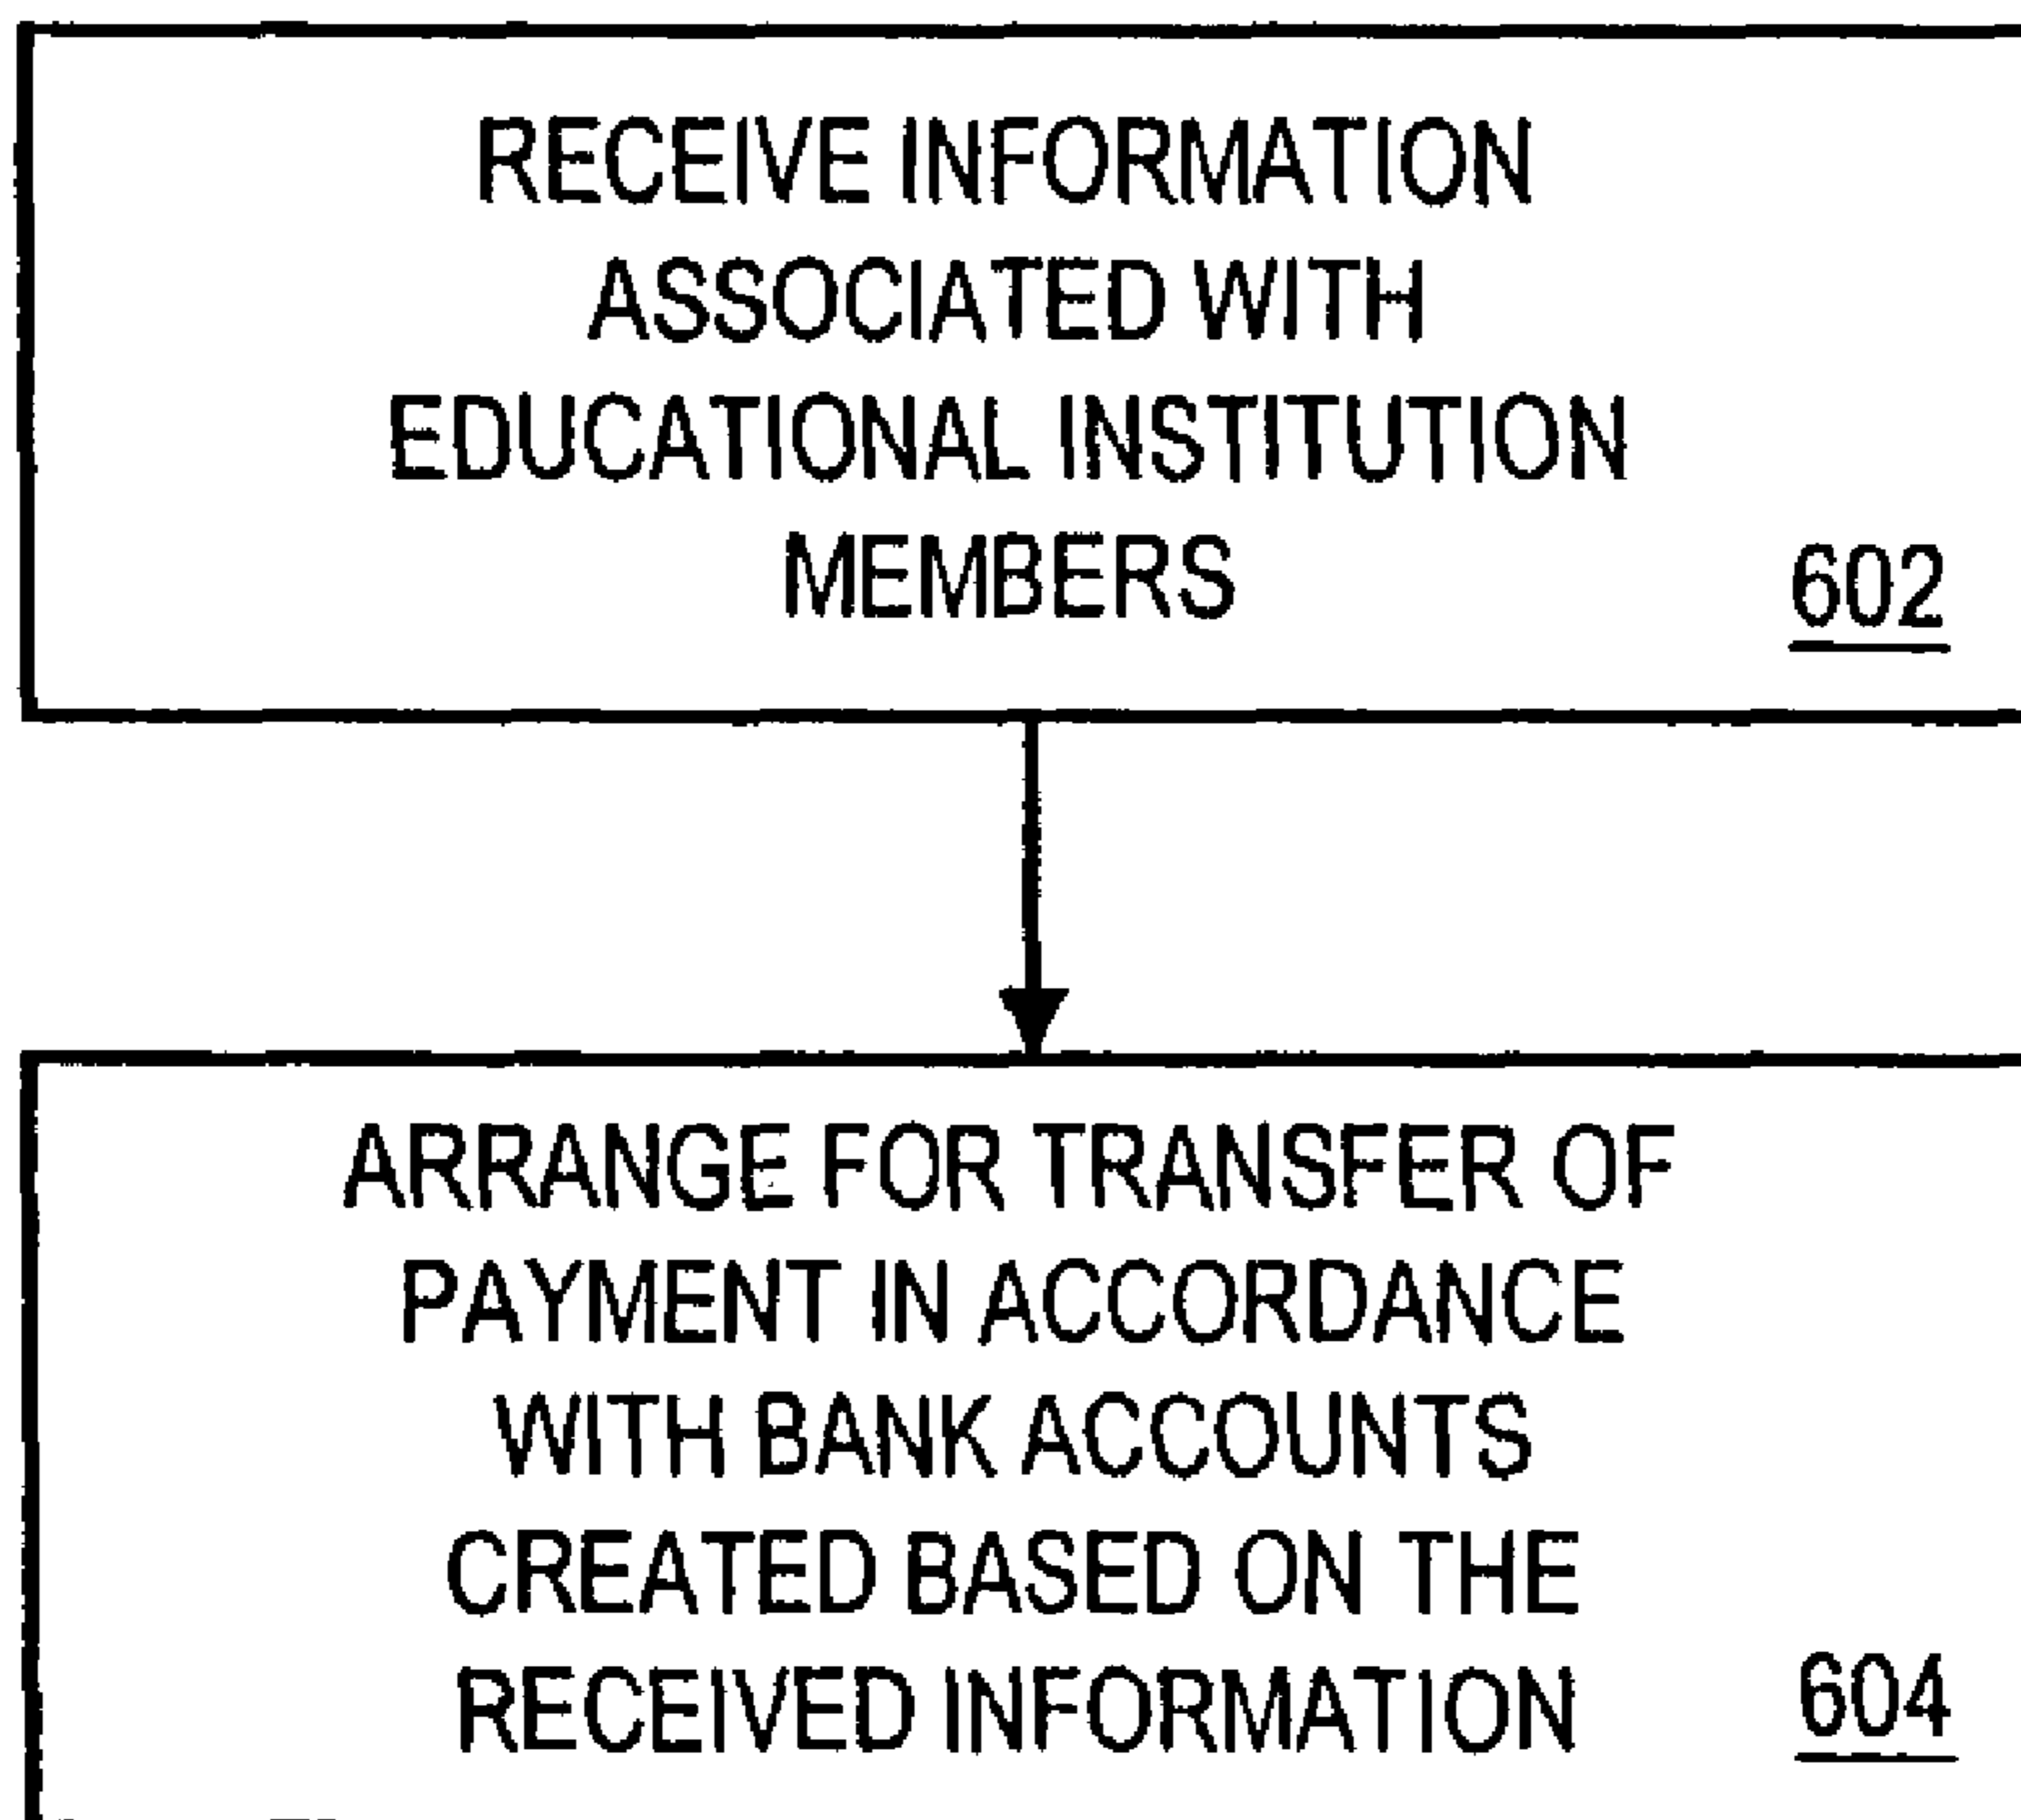 RECEIVE INFORMATION
ASSOCIATED WITH
EDUCATIONAL INSTITUTION
MEMBERS
602
ARRANGE FOR TRANSFER OF
PAYMENT IN ACCORDANCE
WITH BANK ACCOUNTS
CREATED BASED ON THE
RECEIVED INFORMATION
604